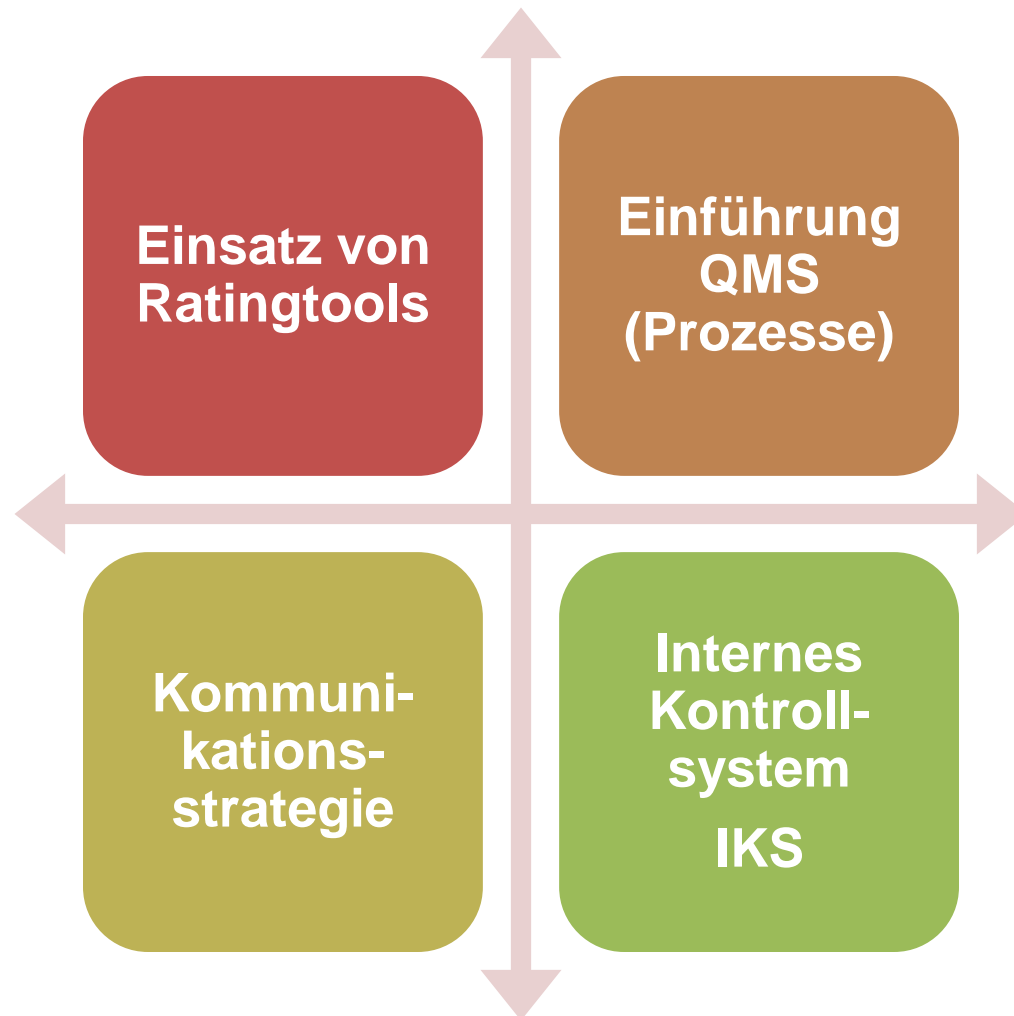 Einsatz von
Ratingtools
Einführung
QMS
(Prozesse)
Kommuni-
kations-
strategie
Internes
Kontroll-
system
IKS